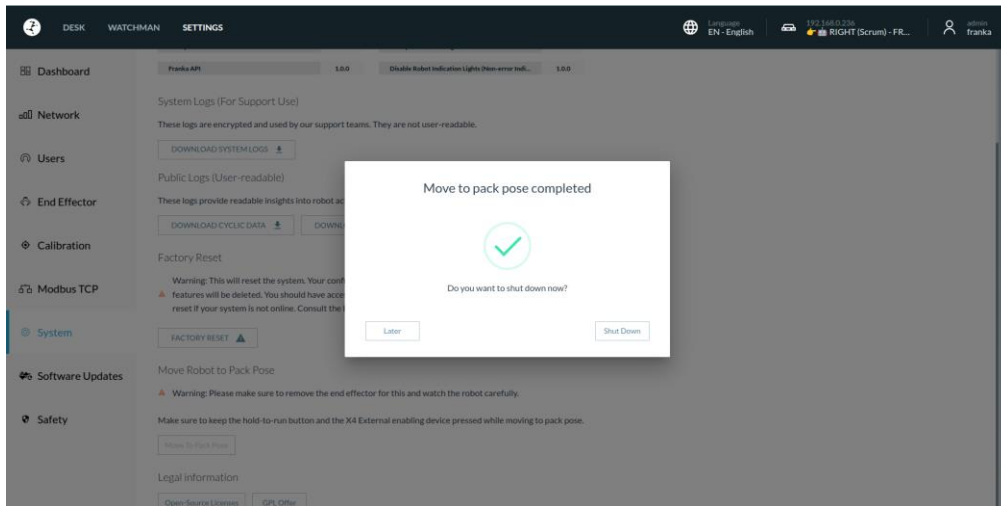 DESK WATCHMAN SETTINGS
Language
EN - English
192.168.0.236
RIGHT (Scrum) - FR...
admin
franka
Dashboard
Network
Users
End Effector
Calibration
Modbus TCP
System
Software Updates
Safety
Franka API 1.0.0 Disable Robot Indication Lights (Non-error Indi... 1.0.0
System Logs (For Support Use)
These logs are encrypted and used by our support teams. They are not user-readable.
DOWNLOAD SYSTEM LOGS
Public Logs (User-readable)
These logs provide readable insights into robot ac
DOWNLOAD CYCLIC DATA DOWNL
Factory Reset
Warning: This will reset the system. Your conf
features will be deleted. You should have acce
reset if your system is not online. Consult the
FACTORY RESET
Move Robot to Pack Pose
Warning: Please make sure to remove the end effector for this and watch the robot carefully.
Make sure to keep the hold-to-run button and the X4 External enabling device pressed while moving to pack pose.
Move To Pack Pose
Legal information
Open-Source Licenses GPL Offer
Move to pack pose completed
Do you want to shut down now?
Later Shut Down